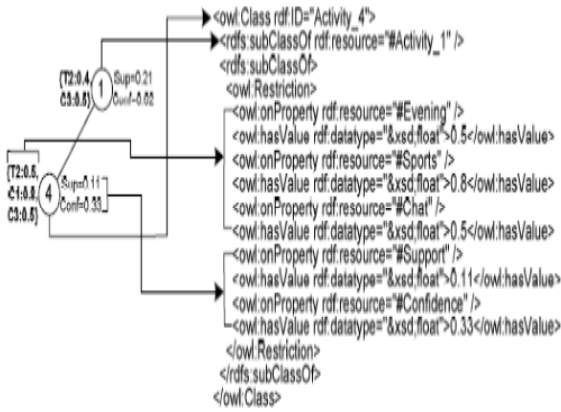 <owl:Class rdf:ID="Activity_4">
<rdfs:subClassOf rdf:resource="#Activity_1" />
<rdfs:subClassOf>
<owl:Restriction>
<owl:onProperty rdf:resource="#Evening" />
<owl:hasValue rdf:datatype="&xsd;float">0.5</owl:hasValue>
<owl:onProperty rdf:resource="#Sports" />
<owl:hasValue rdf:datatype="&xsd;float">0.8</owl:hasValue>
<owl:onProperty rdf:resource="#Chat" />
<owl:hasValue rdf:datatype="&xsd;float">0.5</owl:hasValue>
<owl:onProperty rdf:resource="#Support" />
<owl:hasValue rdf:datatype="&xsd;float">0.11</owl:hasValue>
<owl:onProperty rdf:resource="#Confidence" />
<owl:hasValue rdf:datatype="&xsd;float">0.33</owl:hasValue>
</owl:Restriction>
</rdfs:subClassOf>
</owl:Class>
{T2:0.4,
C3:0.5}
1
Sup=0.21
Conf=0.02
{T2:0.5,
C1:0.8,
C3:0.5}
4
Sup=0.11
Conf=0.33